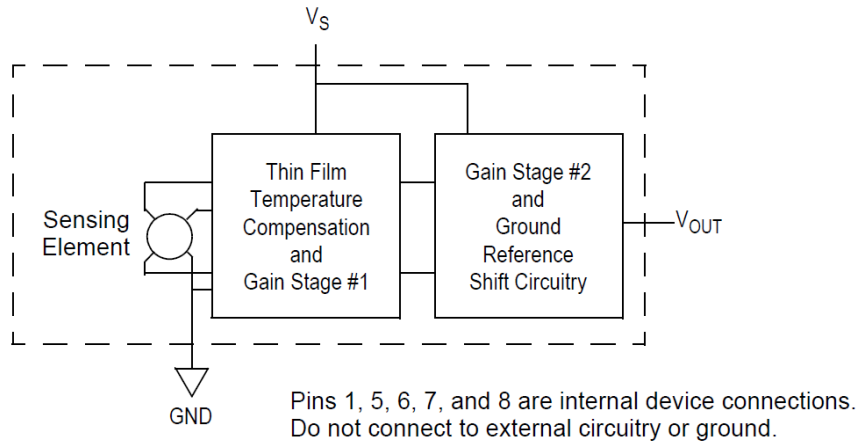 V_S
Thin Film
Temperature
Compensation
and
Gain Stage #1
Gain Stage #2
and
Ground
Reference
Shift Circuitry
Sensing
Element
V_OUT
GND
Pins 1, 5, 6, 7, and 8 are internal device connections.
Do not connect to external circuitry or ground.